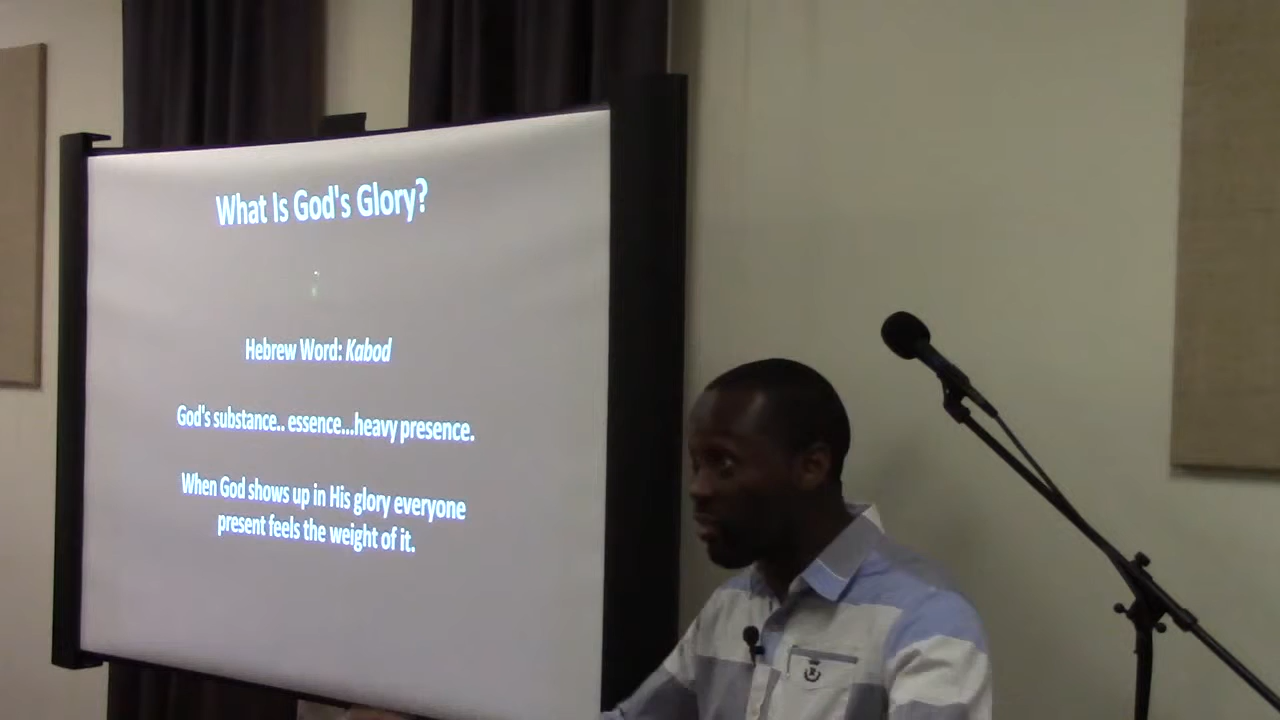 What Is God's Glory?
Hebrew Word: Kabod
God's substance.. essence...heavy presence.
When God shows up in His glory everyone
present feels the weight of it.